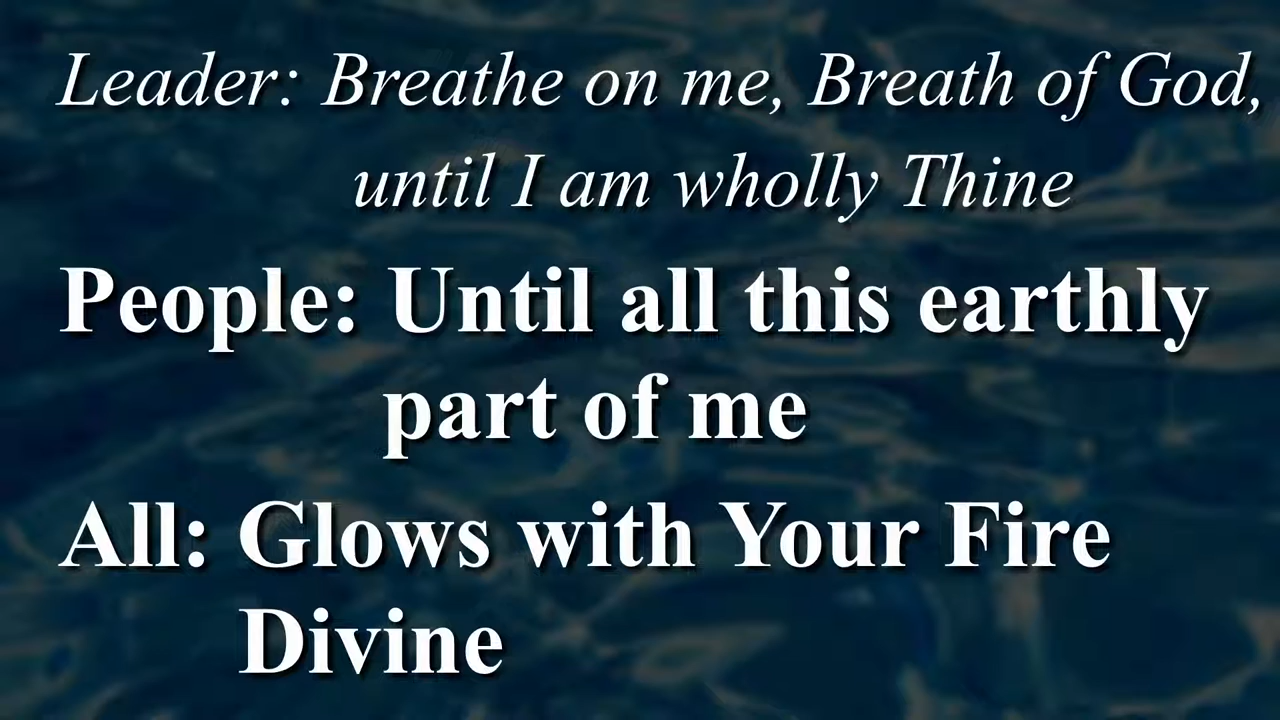 Leader: Breathe on me, Breath of God,
until I am wholly Thine
People: Until all this earthly
part of me
All: Glows with Your Fire
Divine